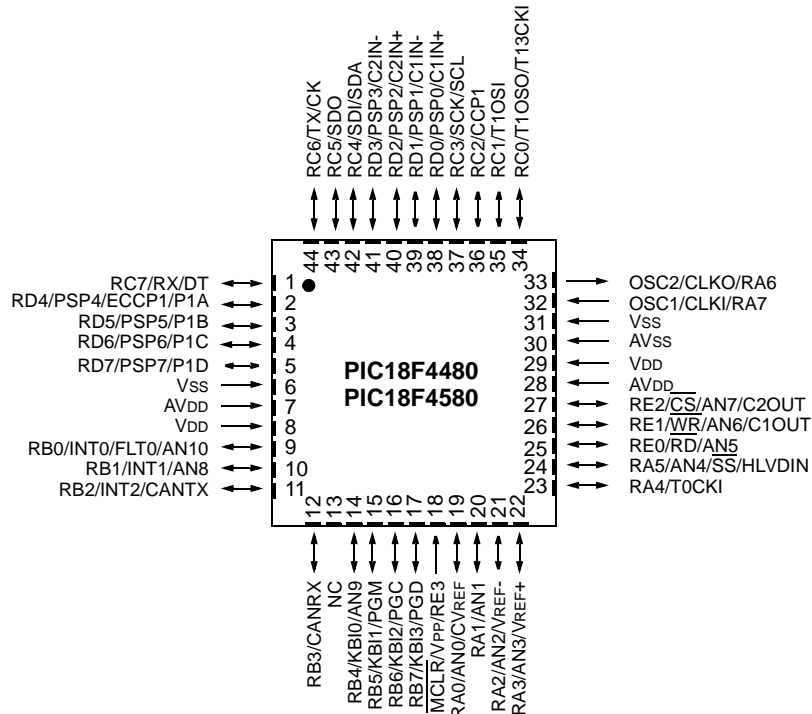 RC6/TX/CK
RC5/SDO
RC4/SDI/SDA
RD3/PSP3/C2IN-
RD2/PSP2/C2IN+
RD1/PSP1/C1IN-
RD0/PSP0/C1IN+
RC3/SCK/SCL
RC2/CCP1
RC1/T1OSI
RC0/T1OSO/T13CKI
44
43
42
41
40
39
38
37
36
35
34
RC7/RX/DT 1
RD4/PSP4/ECCP1/P1A 2
RD5/PSP5/P1B 3
RD6/PSP6/P1C 4
RD7/PSP7/P1D 5
VSS 6
AVDD 7
VDD 8
RB0/INT0/FLT0/AN10 9
RB1/INT1/AN8 10
RB2/INT2/CANTX 11
PIC18F4480
PIC18F4580
33 OSC2/CLKO/RA6
32 OSC1/CLKI/RA7
31 VSS
30 AVSS
29 VDD
28 AVDD
27 RE2/CS/AN7/C2OUT
26 RE1/WR/AN6/C1OUT
25 RE0/RD/AN5
24 RA5/AN4/SS/HLVDIN
23 RA4/T0CKI
12
13
14
15
16
17
18
19
20
21
22
RB3/CANRX
NC
RB4/KBI0/AN9
RB5/KBI1/PGM
RB6/KBI2/PGC
RB7/KBI3/PGD
MCLR/VPP/RE3
RA0/AN0/CVREF
RA1/AN1
RA2/AN2/VREF-
RA3/AN3/VREF+